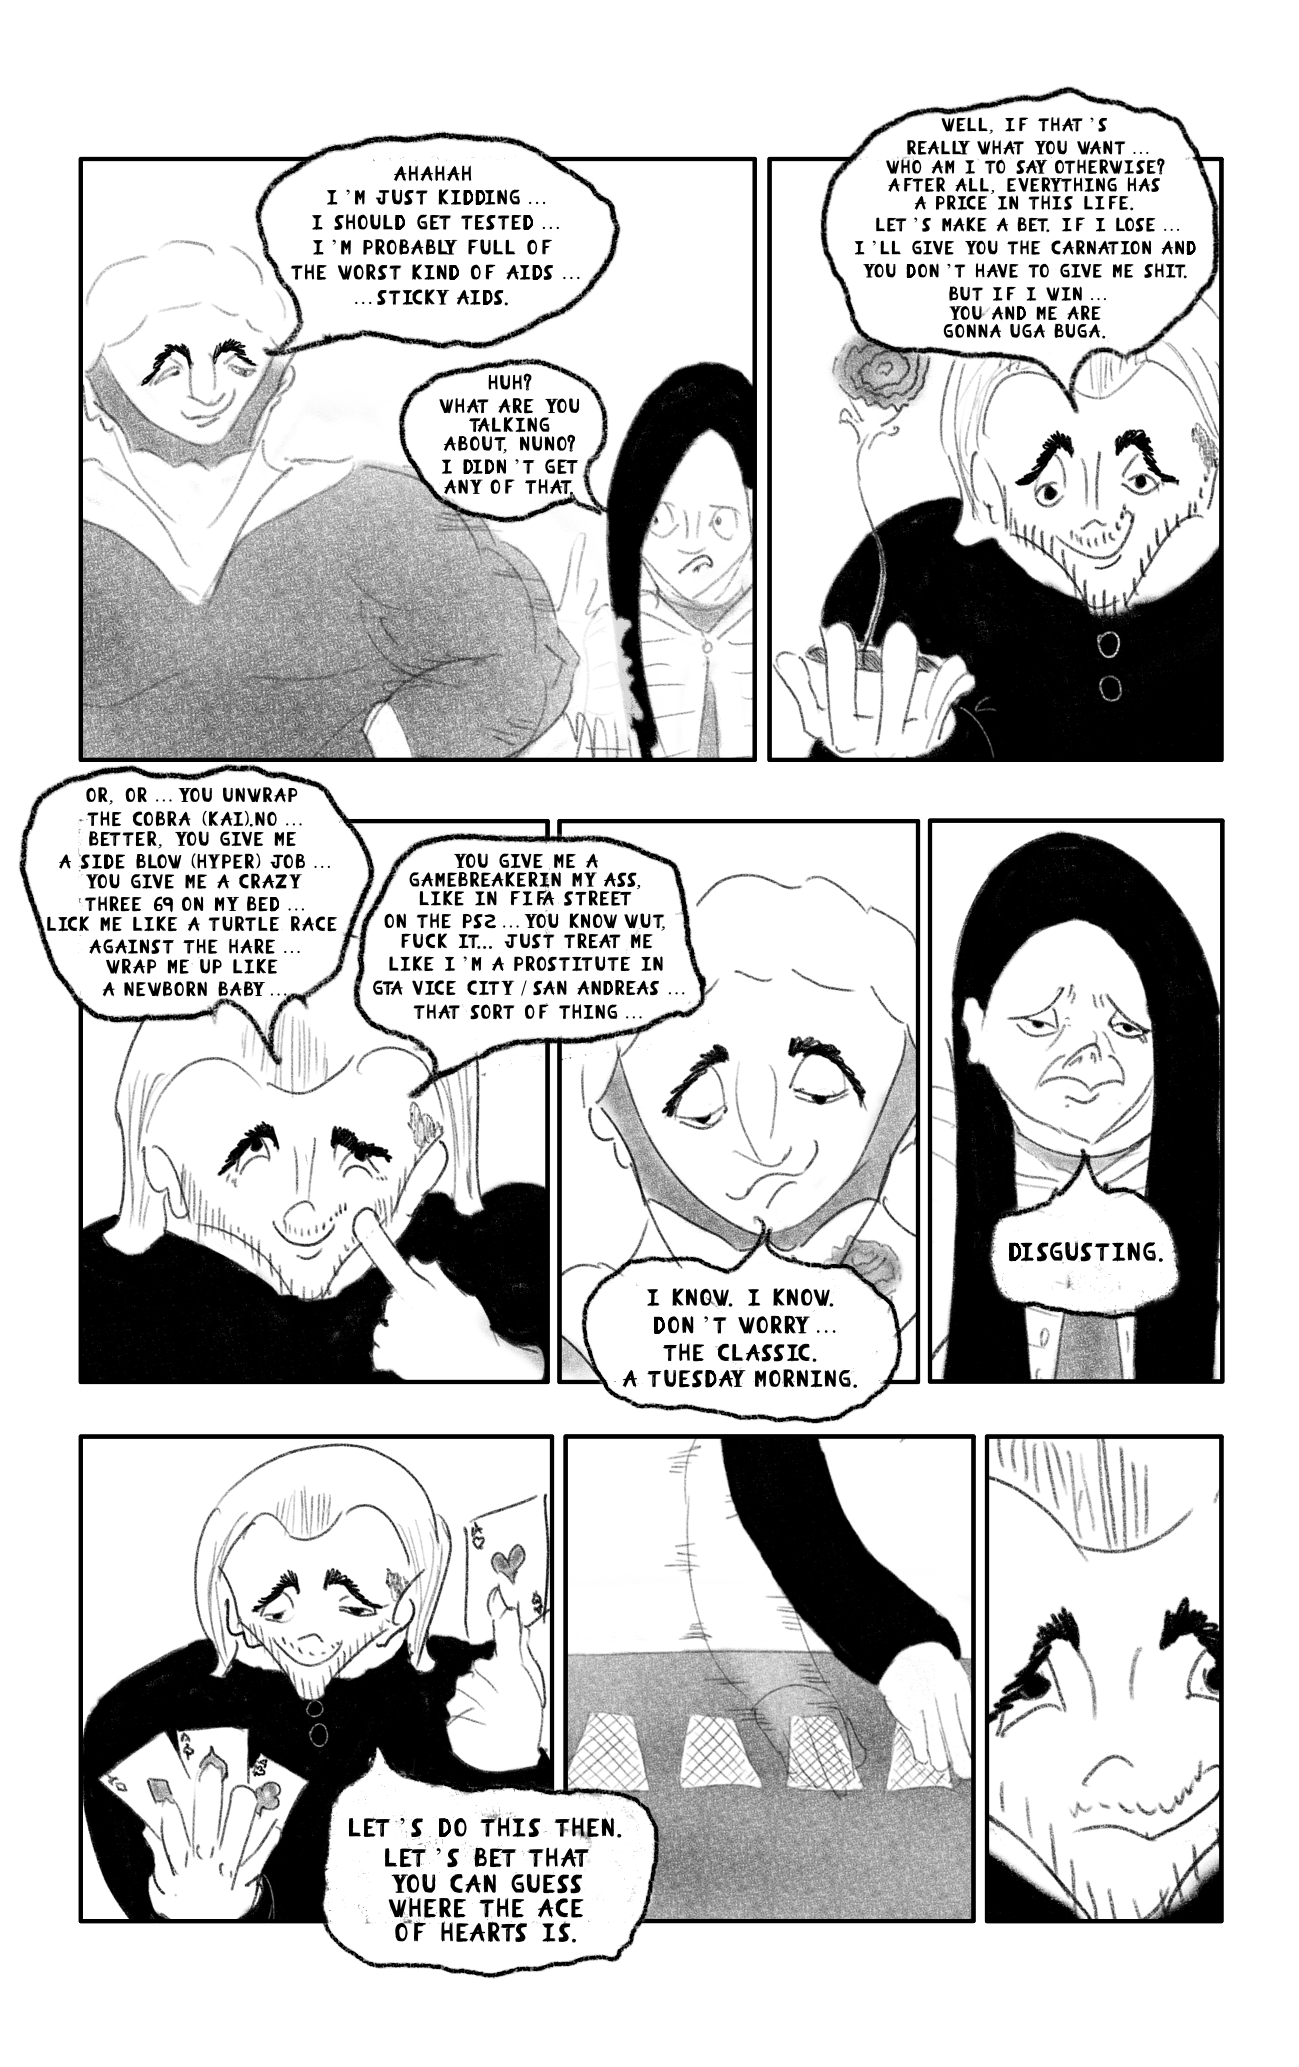 AHAHAH
I'M JUST KIDDING ...
I SHOULD GET TESTED ...
I'M PROBABLY FULL OF
THE WORST KIND OF AIDS ...
...STICKY AIDS.
HUH?
WHAT ARE YOU
TALKING
ABOUT, NUNO?
I DIDN'T GET
ANY OF THAT.
WELL, IF THAT'S
REALLY WHAT YOU WANT ...
WHO AM I TO SAY OTHERWISE?
AFTER ALL, EVERYTHING HAS
A PRICE IN THIS LIFE.
LET'S MAKE A BET. IF I LOSE ...
I'LL GIVE YOU THE CARNATION AND
YOU DON'T HAVE TO GIVE ME SHIT.
BUT IF I WIN ...
YOU AND ME ARE
GONNA UGA BUGA.
OR, OR ... YOU UNWRAP
THE COBRA (KAI).NO ...
BETTER, YOU GIVE ME
A SIDE BLOW (HYPER) JOB ...
YOU GIVE ME A CRAZY
THREE 69 ON MY BED ...
LICK ME LIKE A TURTLE RACE
AGAINST THE HARE ...
WRAP ME UP LIKE
A NEWBORN BABY ...
YOU GIVE ME A
GAMEBREAKERIN MY ASS,
LIKE IN FIFA STREET
ON THE PS2 ... YOU KNOW WUT,
FUCK IT... JUST TREAT ME
LIKE I'M A PROSTITUTE IN
GTA VICE CITY / SAN ANDREAS ...
THAT SORT OF THING ...
I KNOW. I KNOW.
DON'T WORRY ...
THE CLASSIC.
A TUESDAY MORNING.
DISGUSTING.
A
LET'S DO THIS THEN.
LET'S BET THAT
YOU CAN GUESS
WHERE THE ACE
OF HEARTS IS.